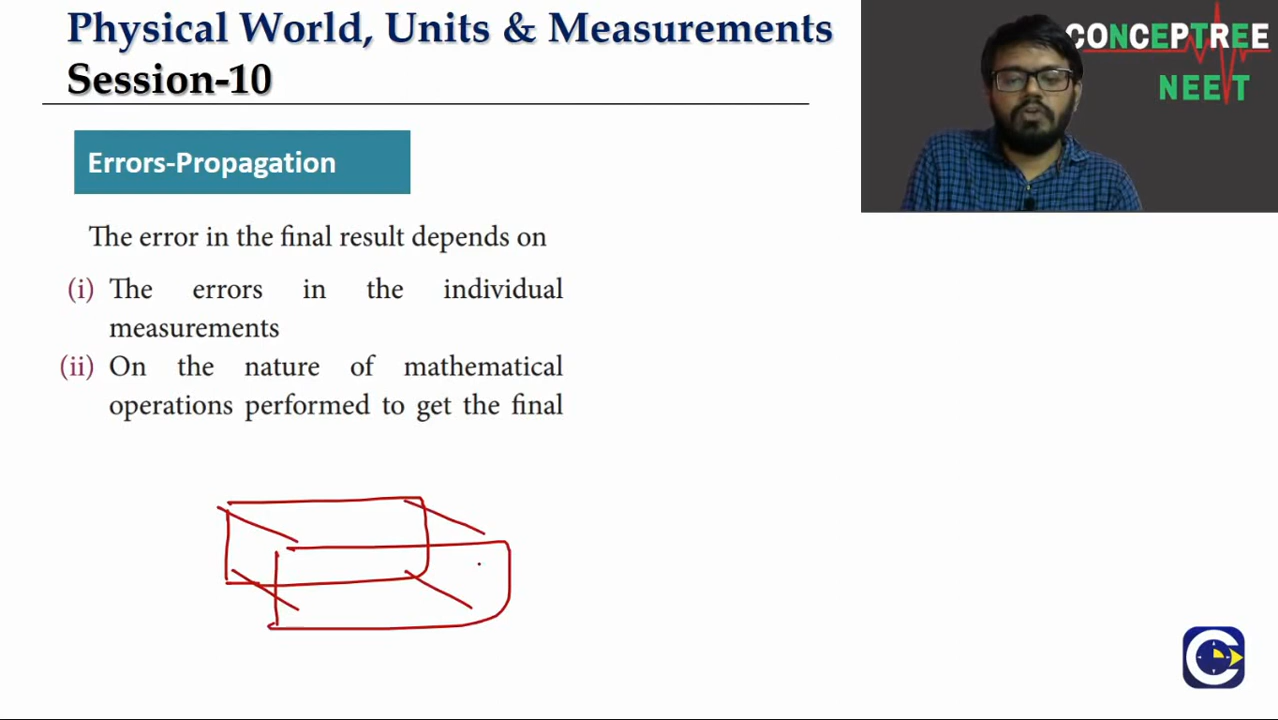 Physical World, Units & Measurements
Session-10
CONCEPTREE
NEET
Errors-Propagation
The error in the final result depends on
(i) The errors in the individual
measurements
(ii) On the nature of mathematical
operations performed to get the final